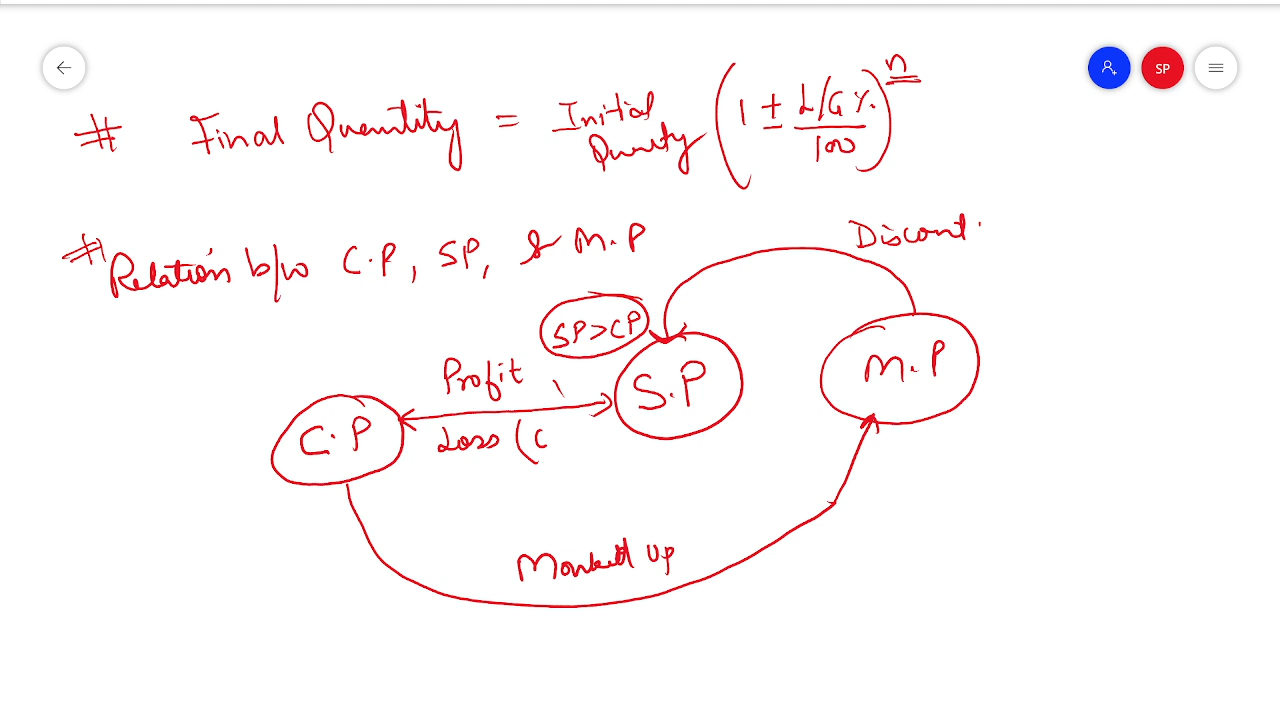 # Final Quantity = Initial Quantity (1 ± L/G %. / 100)^n
# Relation b/w C.P, SP, & M.P
Discount.
SP>CP
M.P
Profit
S.P
C.P
Loss (C
Marked up
SP